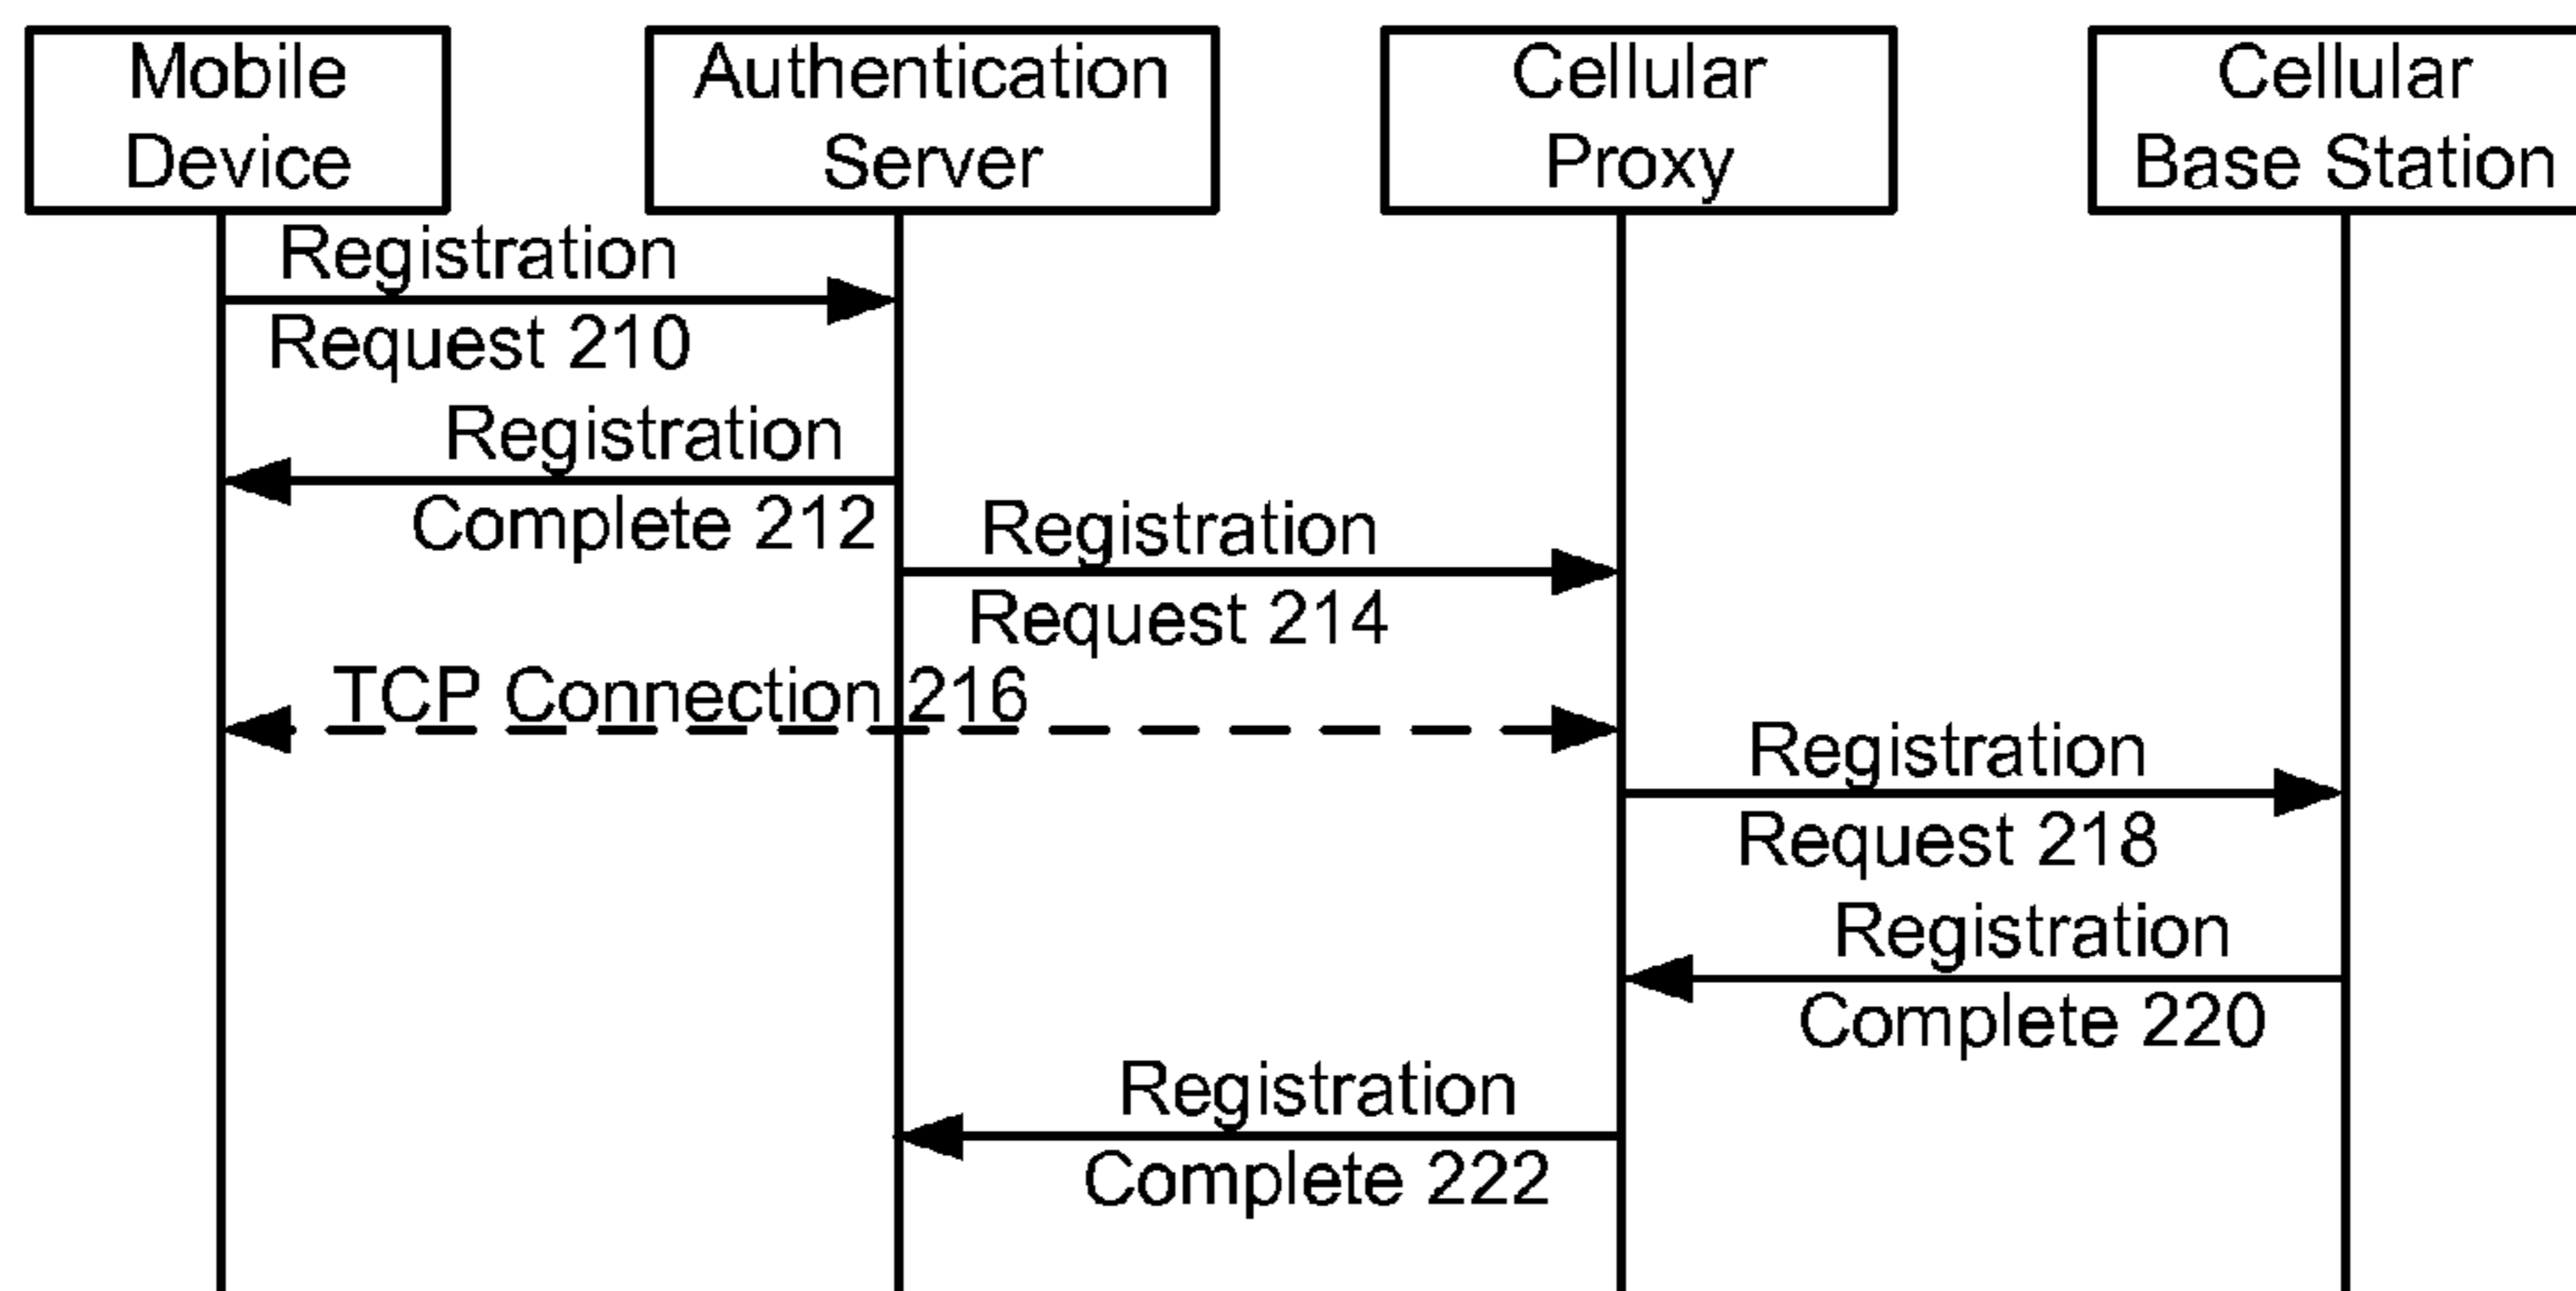 Mobile
Device
Authentication
Server
Cellular
Proxy
Cellular
Base Station
Registration
Request 210
Registration
Complete 212
Registration
Request 214
TCP Connection 216
Registration
Request 218
Registration
Complete 220
Registration
Complete 222